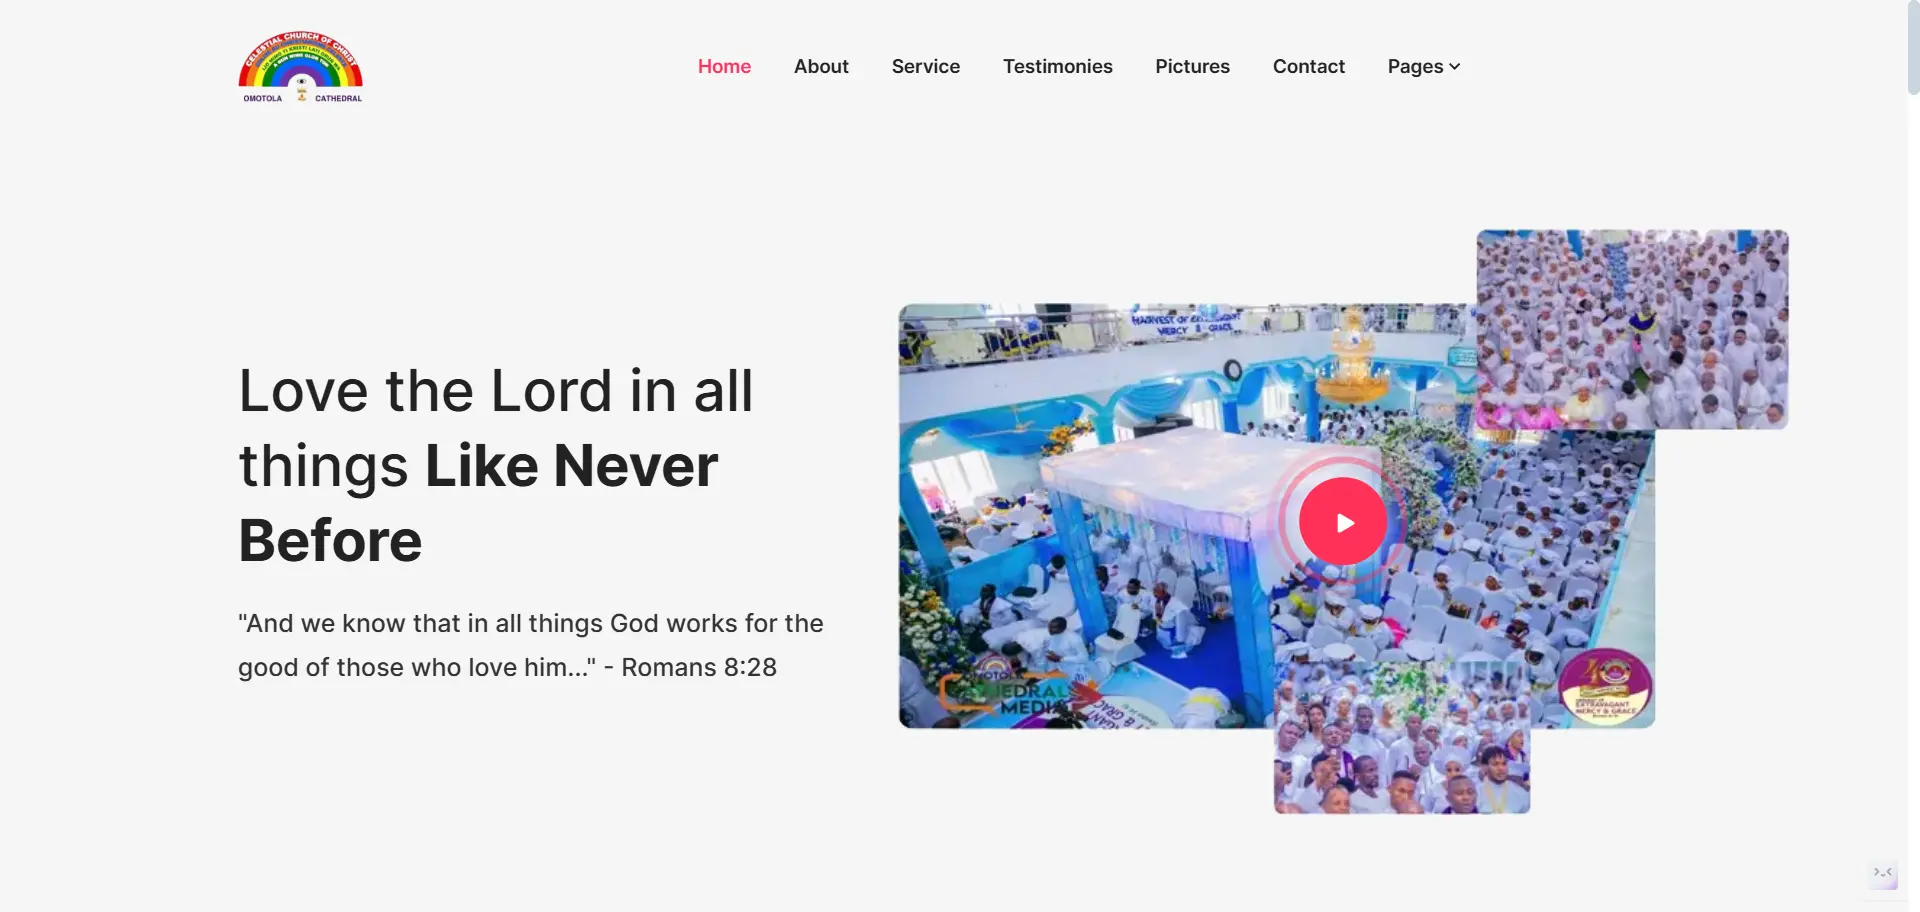 CELESTIAL CHURCH OF CHRIST
OMOTOLA CATHEDRAL
Home
About
Service
Testimonies
Pictures
Contact
Pages
Love the Lord in all
things Like Never
Before
"And we know that in all things God works for the
good of those who love him..." - Romans 8:28
HARVEST OF EXTRAVAGANT
MERCY & GRACE
OMOTOLA
CATHEDRAL
MEDIA
EXTRAVAGANT
MERCY & GRACE